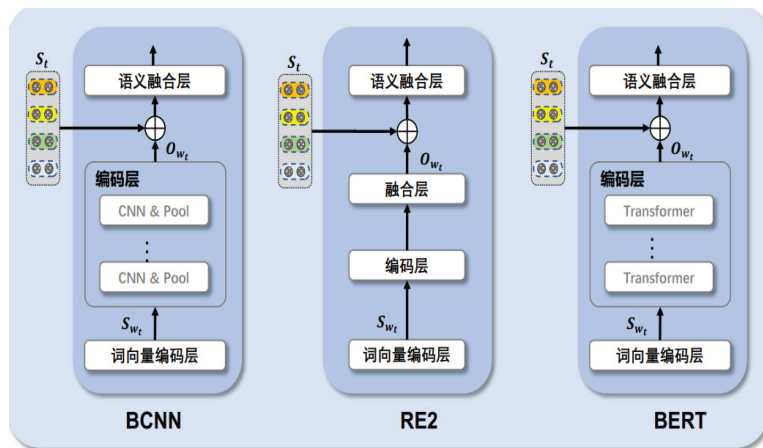 S_t
语义融合层
O_{w_t}
编码层
CNN & Pool
CNN & Pool
S_{w_t}
词向量编码层
BCNN
S_t
语义融合层
O_{w_t}
融合层
编码层
S_{w_t}
词向量编码层
RE2
S_t
语义融合层
O_{w_t}
编码层
Transformer
Transformer
S_{w_t}
词向量编码层
BERT